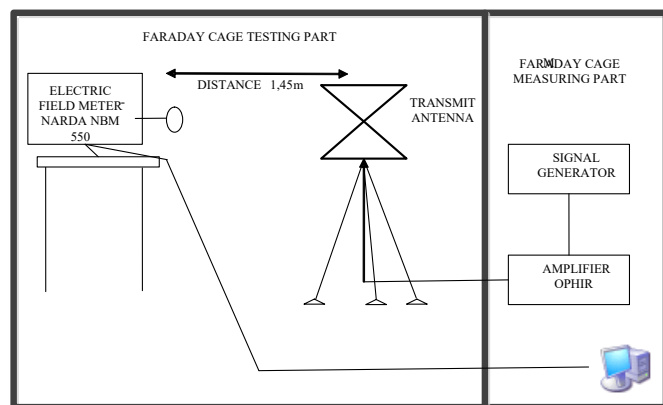 FARADAY CAGE TESTING PART
DISTANCE 1,45m
ELECTRIC
FIELD METER
NARDA NBM
550
TRANSMIT
ANTENNA
FARADAY CAGE
MEASURING PART
SIGNAL
GENERATOR
AMPLIFIER
OPHIR